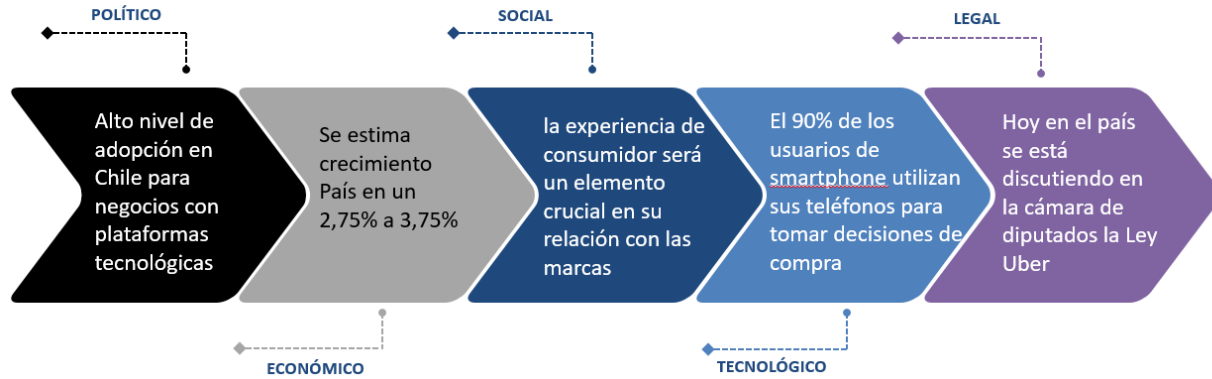 POLÍTICO
SOCIAL
LEGAL
Alto nivel de
adopción en
Chile para
negocios con
plataformas
tecnológicas
Se estima
crecimiento
País en un
2,75% a 3,75%
la experiencia de
consumidor será
un elemento
crucial en su
relación con las
marcas
El 90% de los
usuarios de
smartphone utilizan
sus teléfonos para
tomar decisiones de
compra
Hoy en el país
se está
discutiendo en
la cámara de
diputados la Ley
Uber
ECONÓMICO
TECNOLÓGICO